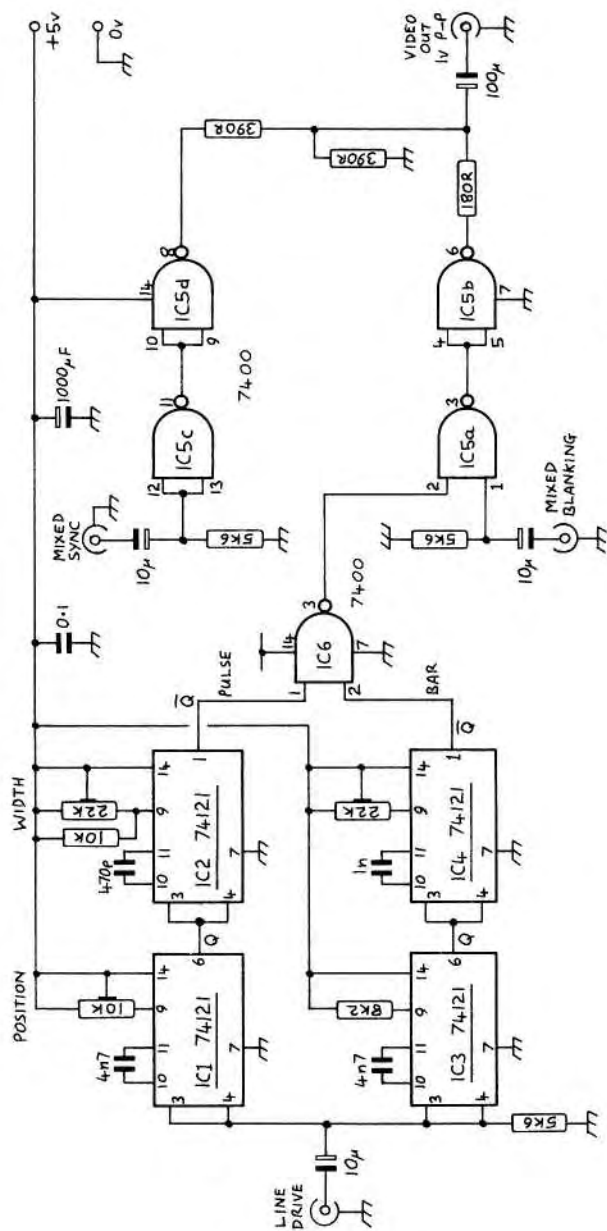 POSITION
WIDTH
+5v
0v
10K
10K
22K
4n7
470p
0.1
1000µF
10 11 9 14
10 11 9 14
3
4
IC1 74121
7
6
Q
3
4
IC2 74121
7
1
Q̅
PULSE
MIXED
SYNC
10µ
5K6
12
13
IC5c
11
7400
10
9
14
IC5d
8
390R
390R
LINE
DRIVE
10µ
5K6
4n7
8K2
1n
22K
10 11 9 14
10 11 9 14
3
4
IC3 74121
7
6
Q
3
4
IC4 74121
7
1
Q̅
BAR
1
2
14
IC6
7
3
7400
5K6
10µ
MIXED
BLANKING
2
1
IC5a
3
4
5
IC5b
7
6
180R
100µ
VIDEO
OUT
1v P-P